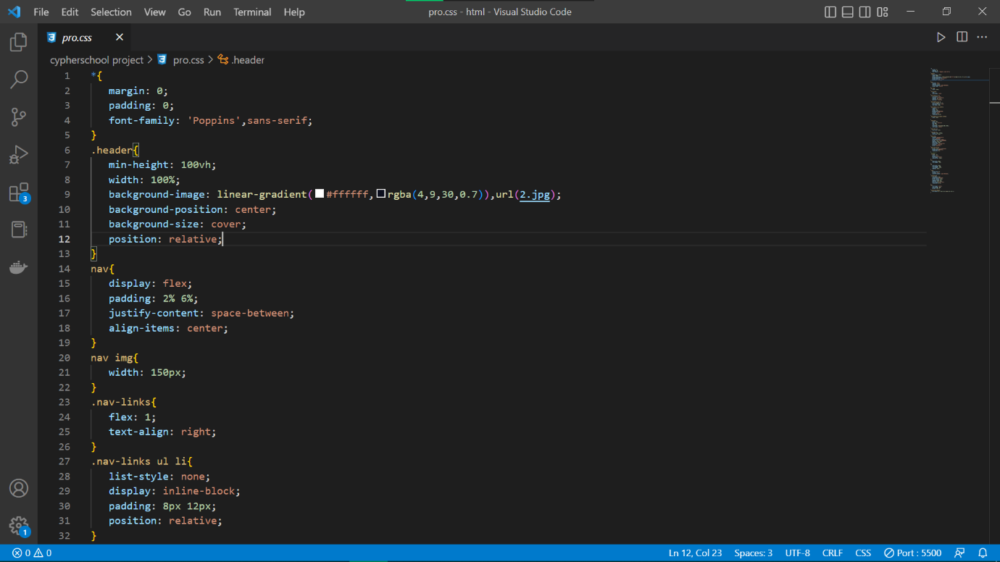 File Edit Selection View Go Run Terminal Help pro.css - html - Visual Studio Code
pro.css
cypherschool project > pro.css > .header
1 *{
2 margin: 0;
3 padding: 0;
4 font-family: 'Poppins',sans-serif;
5 }
6 .header{
7 min-height: 100vh;
8 width: 100%;
9 background-image: linear-gradient(#ffffff,rgba(4,9,30,0.7)),url(2.jpg);
10 background-position: center;
11 background-size: cover;
12 position: relative;
13 }
14 nav{
15 display: flex;
16 padding: 2% 6%;
17 justify-content: space-between;
18 align-items: center;
19 }
20 nav img{
21 width: 150px;
22 }
23 .nav-links{
24 flex: 1;
25 text-align: right;
26 }
27 .nav-links ul li{
28 list-style: none;
29 display: inline-block;
30 padding: 8px 12px;
31 position: relative;
32 }
3
1
0 0 Ln 12, Col 23 Spaces: 3 UTF-8 CRLF CSS Port : 5500